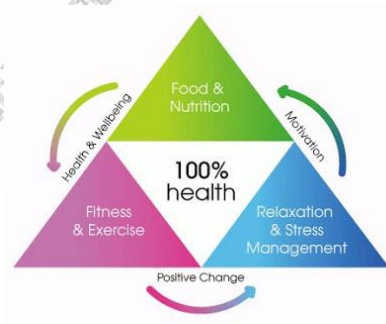 Food &
Nutrition
Health & Wellbeing
Motivation
100%
health
Fitness
& Exercise
Relaxation
& Stress
Management
Positive Change